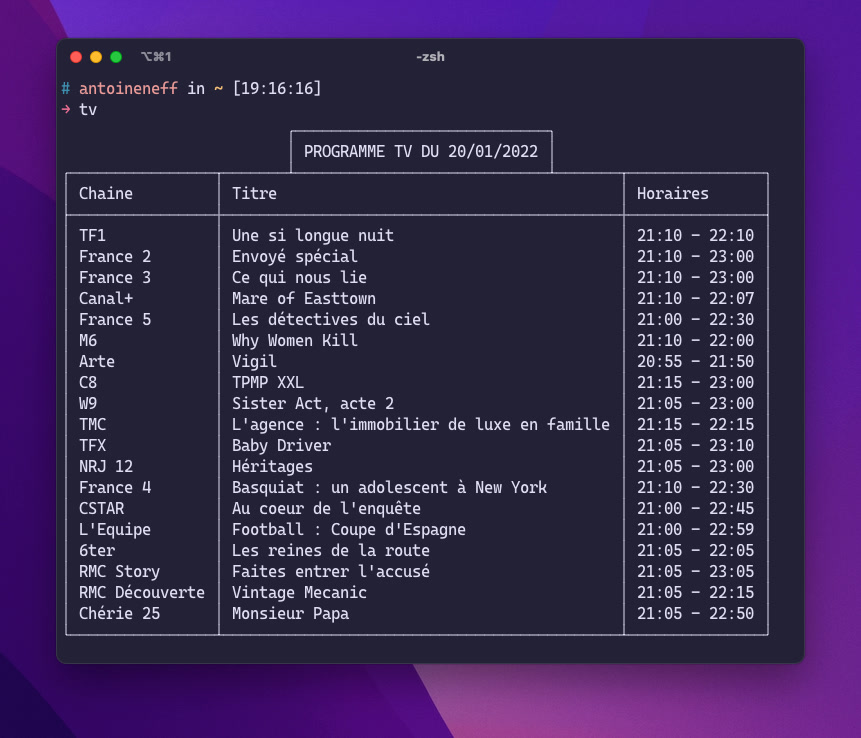 ⌥⌘1 -zsh
# antoineneff in ~ [19:16:16]
→ tv
PROGRAMME TV DU 20/01/2022
Chaine Titre Horaires
TF1 Une si longue nuit 21:10 – 22:10
France 2 Envoyé spécial 21:10 – 23:00
France 3 Ce qui nous lie 21:10 – 23:00
Canal+ Mare of Easttown 21:10 – 22:07
France 5 Les détectives du ciel 21:00 – 22:30
M6 Why Women Kill 21:10 – 22:00
Arte Vigil 20:55 – 21:50
C8 TPMP XXL 21:15 – 23:00
W9 Sister Act, acte 2 21:05 – 23:00
TMC L'agence : l'immobilier de luxe en famille 21:15 – 22:15
TFX Baby Driver 21:05 – 23:10
NRJ 12 Héritages 21:05 – 23:00
France 4 Basquiat : un adolescent à New York 21:10 – 22:30
CSTAR Au coeur de l'enquête 21:00 – 22:45
L'Equipe Football : Coupe d'Espagne 21:00 – 22:59
6ter Les reines de la route 21:05 – 22:05
RMC Story Faites entrer l'accusé 21:05 – 23:05
RMC Découverte Vintage Mecanic 21:05 – 22:15
Chérie 25 Monsieur Papa 21:05 – 22:50